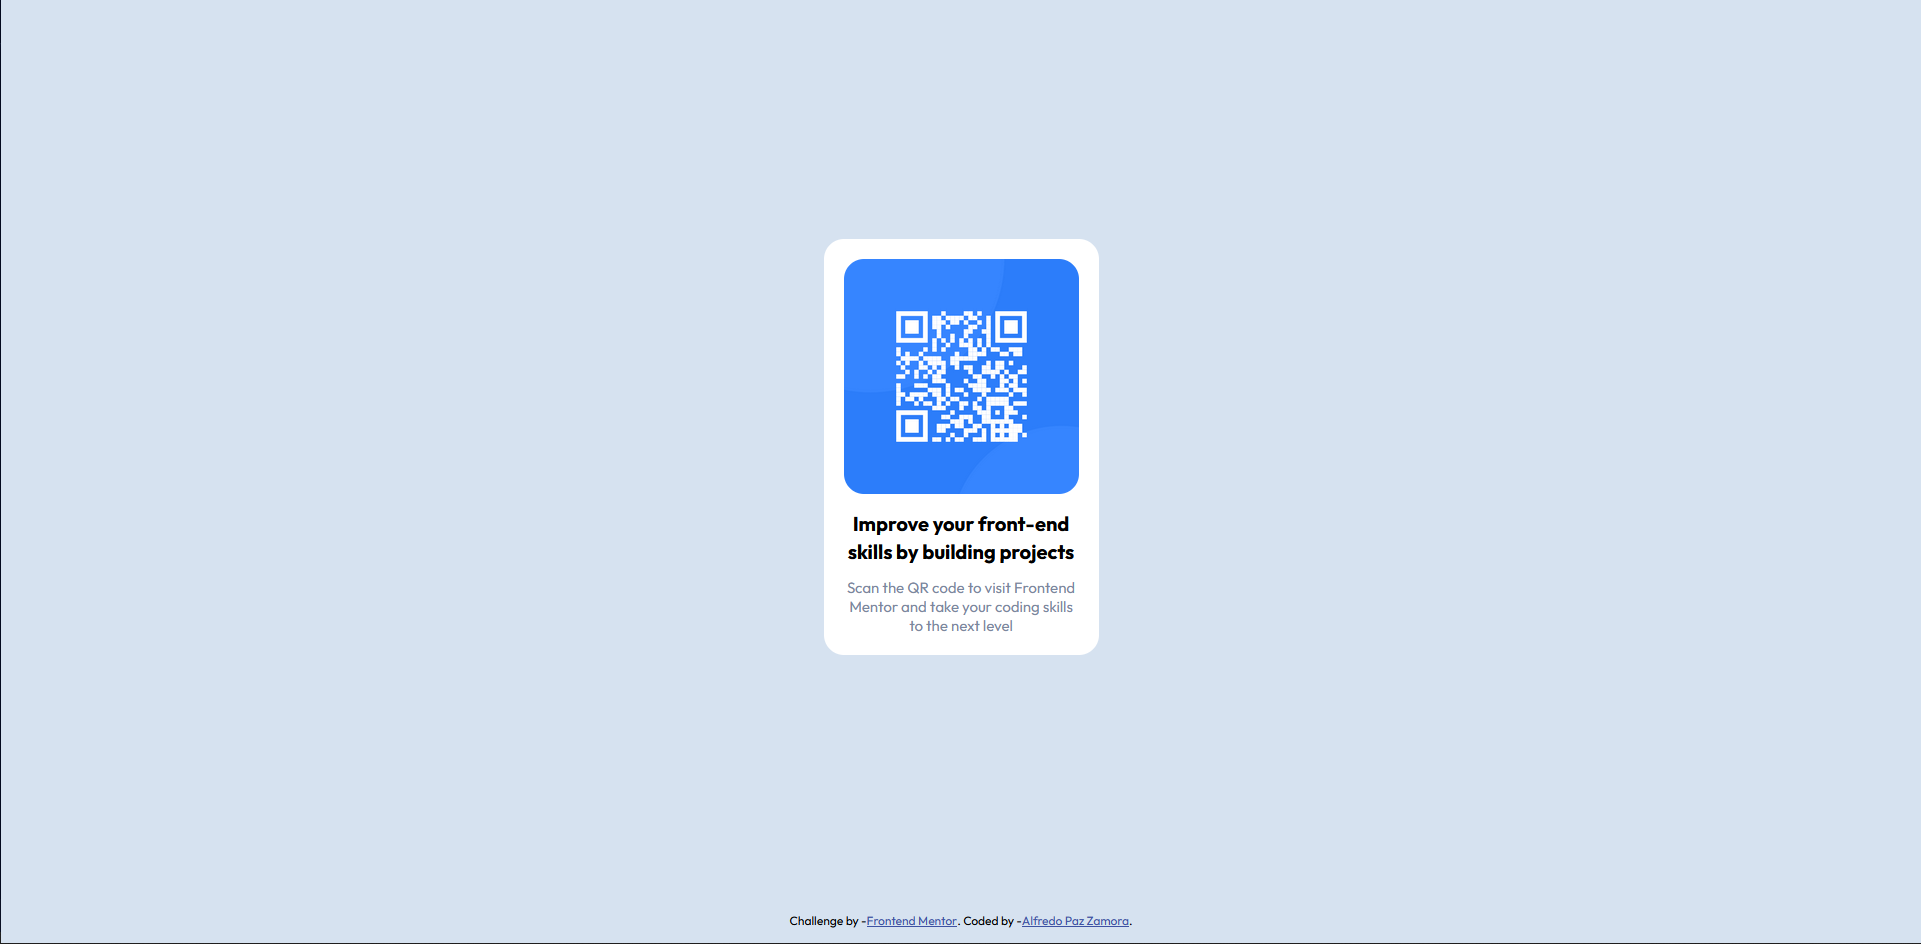 Improve your front-end
skills by building projects
Scan the QR code to visit Frontend
Mentor and take your coding skills
to the next level
Challenge by -Frontend Mentor. Coded by -Alfredo Paz Zamora.